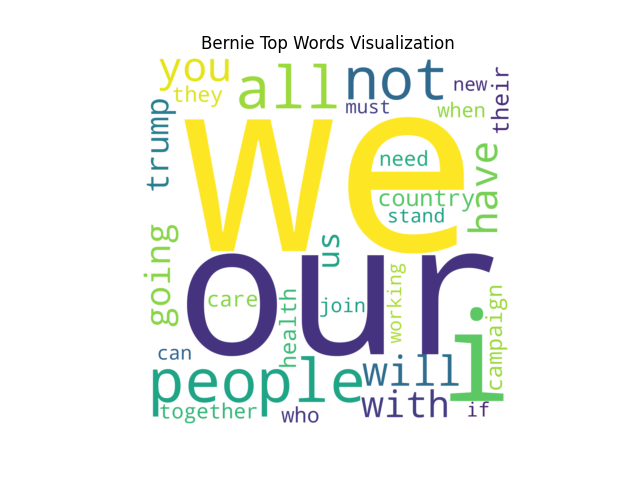 Bernie Top Words Visualization
you
they
all
not
must
new
when
their
trump
we
need
country
stand
have
going
us
our
care
health
join
working
i
campaign
can
people
will
together
who
with
if